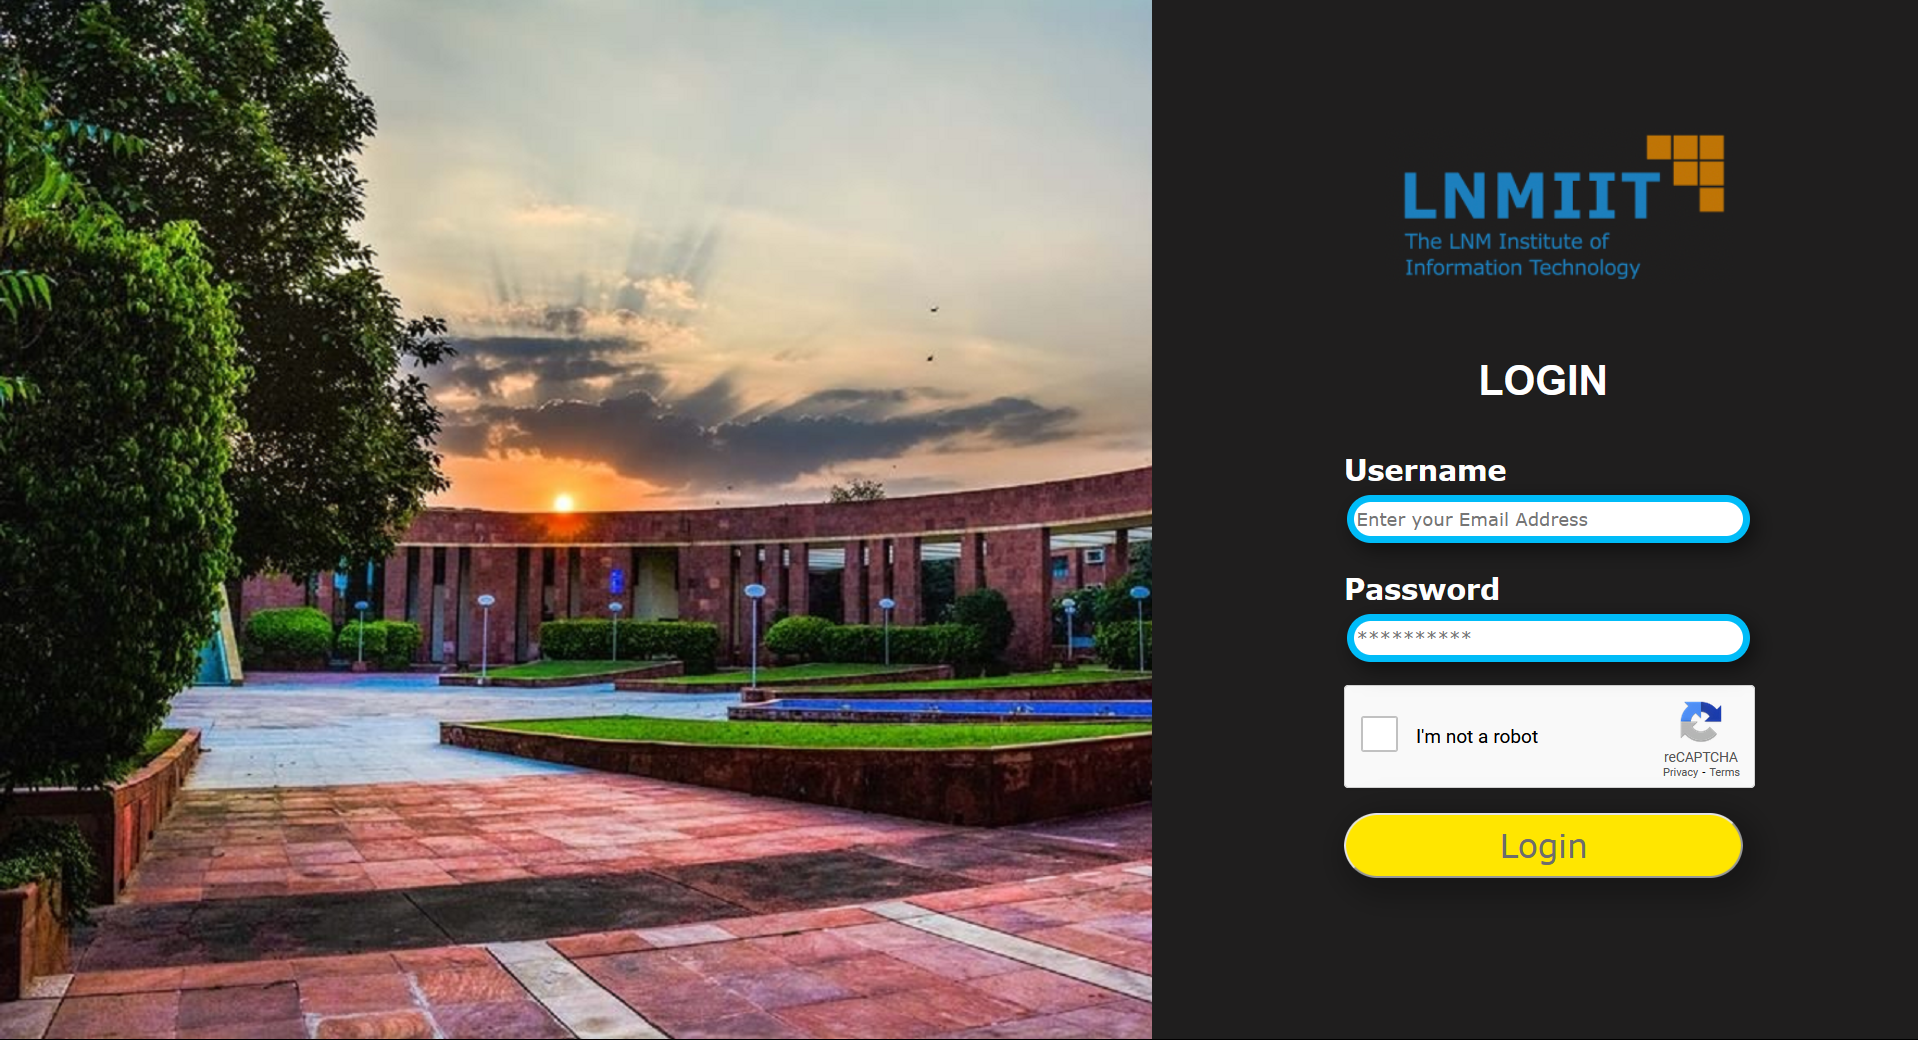 LNMIIT
The LNM Institute of
Information Technology
LOGIN
Username
Enter your Email Address
Password
**********
I'm not a robot
reCAPTCHA
Privacy - Terms
Login